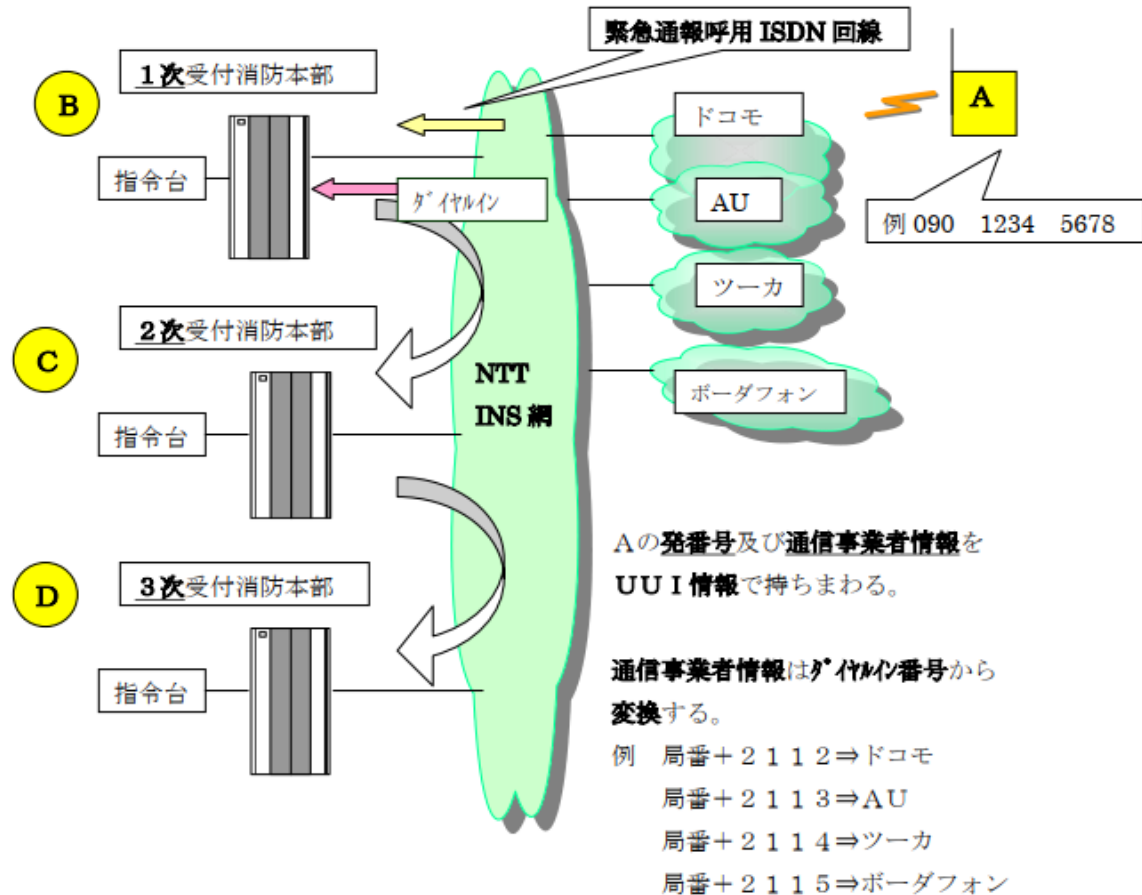 緊急通報呼用 ISDN 回線
B
1次受付消防本部
指令台
ﾀﾞｲﾔﾙｲﾝ
ドコモ
A
AU
例 090　1234　5678
ツーカ
ボーダフォン
C
2次受付消防本部
指令台
NTT
INS 網
D
3次受付消防本部
指令台
Ａの発番号及び通信事業者情報を
ＵＵＩ情報で持ちまわる。
通信事業者情報はﾀﾞｲﾔﾙｲﾝ番号から
変換する。
例　局番＋２１１２⇒ドコモ
局番＋２１１３⇒ＡＵ
局番＋２１１４⇒ツーカ
局番＋２１１５⇒ボーダフォン